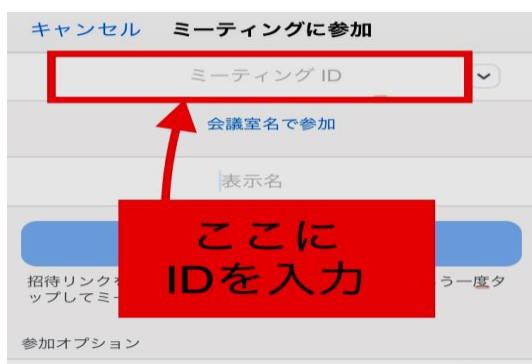 キャンセル ミーティングに参加
ミーティング ID
会議室名で参加
表示名
ここに
IDを入力
招待リンク
う一度タ
ップしてミー
参加オプション